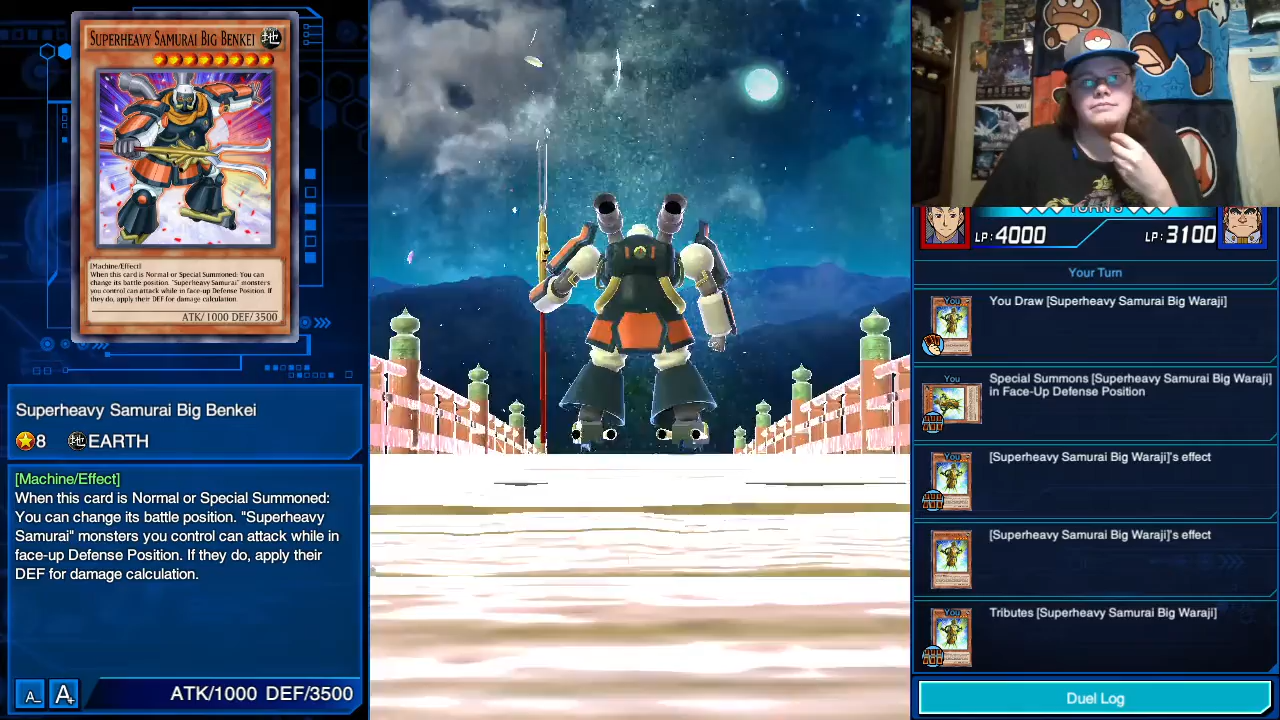 SUPERHEAVY SAMURAI BIG BENKEI
地
[Machine/Effect]
When this card is Normal or Special Summoned: You can
change its battle position. "Superheavy Samurai" monsters
you control can attack while in face-up Defense Position. If
they do, apply their DEF for damage calculation.
ATK/ 1000 DEF/3500
Superheavy Samurai Big Benkei
8 地 EARTH
[Machine/Effect]
When this card is Normal or Special Summoned:
You can change its battle position. "Superheavy
Samurai" monsters you control can attack while in
face-up Defense Position. If they do, apply their
DEF for damage calculation.
A- A+ ATK/1000 DEF/3500
LP:4000 LP:3100
Your Turn
You
You Draw [Superheavy Samurai Big Waraji]
You
Special Summons [Superheavy Samurai Big Waraji]
in Face-Up Defense Position
You
[Superheavy Samurai Big Waraji]'s effect
You
[Superheavy Samurai Big Waraji]'s effect
You
Tributes [Superheavy Samurai Big Waraji]
Duel Log